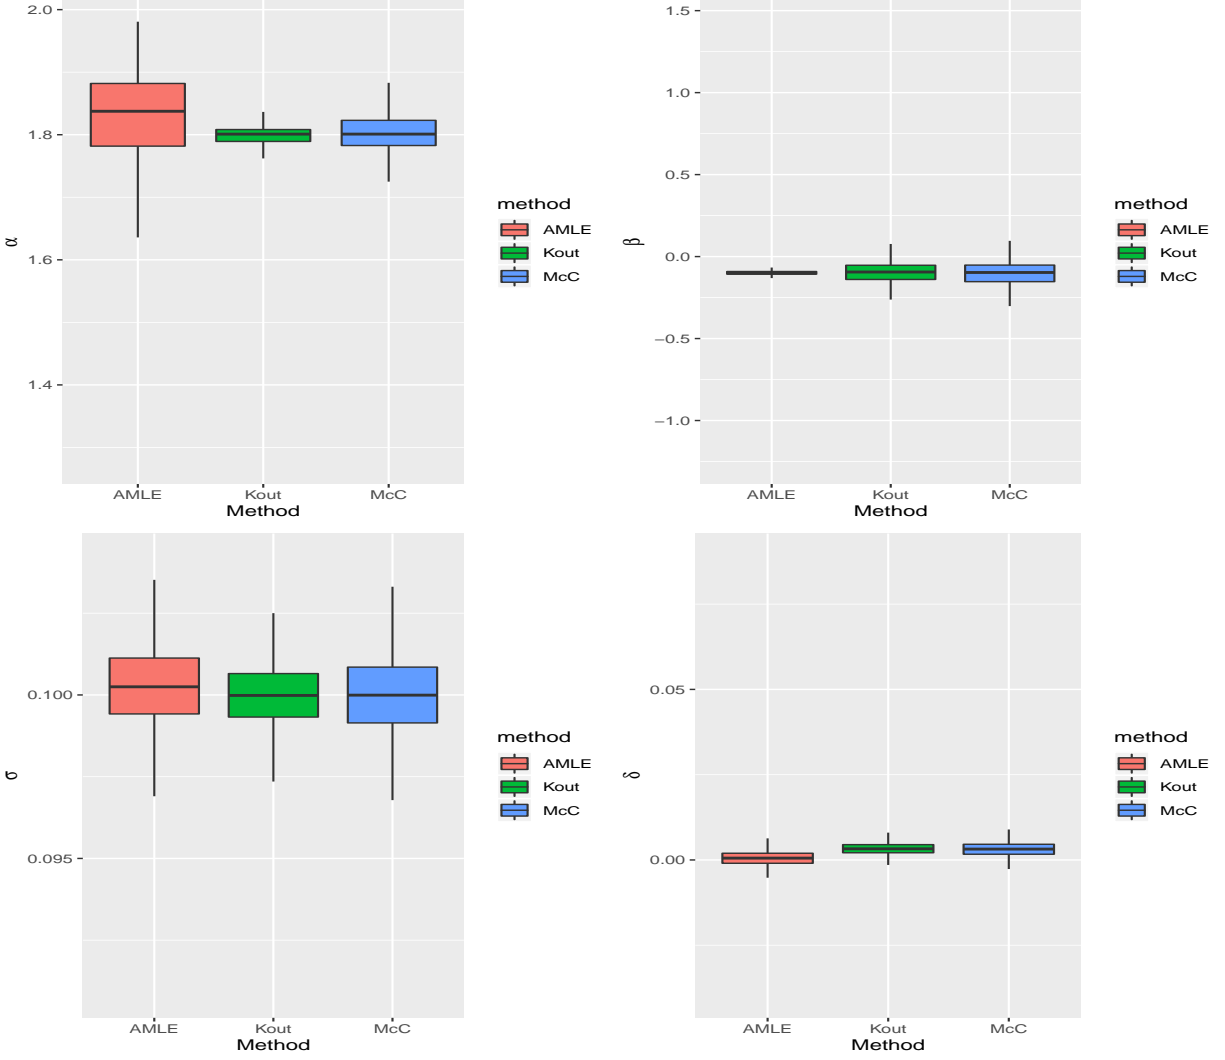 2.0
1.8
1.6
1.4
α
AMLE Kout McC
Method
method
AMLE
Kout
McC
1.5
1.0
0.5
0.0
−0.5
−1.0
β
AMLE Kout McC
Method
method
AMLE
Kout
McC
0.100
0.095
σ
AMLE Kout McC
Method
method
AMLE
Kout
McC
0.05
0.00
δ
AMLE Kout McC
Method
method
AMLE
Kout
McC